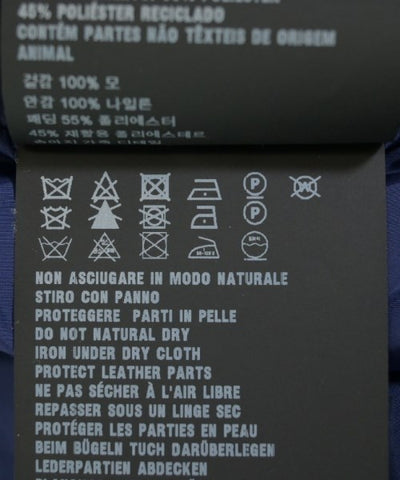 45% POLIÉSTER RECICLADO
CONTÉM PARTES NÃO TÊXTEIS DE ORIGEM
ANIMAL
겉감 100% 모
안감 100% 나일론
패딩 55% 폴리에스터
45% 재활용 폴리에스테르
P W
P
NON ASCIUGARE IN MODO NATURALE
STIRO CON PANNO
PROTEGGERE PARTI IN PELLE
DO NOT NATURAL DRY
IRON UNDER DRY CLOTH
PROTECT LEATHER PARTS
NE PAS SÉCHER À L'AIR LIBRE
REPASSER SOUS UN LINGE SEC
PROTÉGER LES PARTIES EN PEAU
BEIM BÜGELN TUCH DARÜBERLEGEN
LEDERPARTIEN ABDECKEN